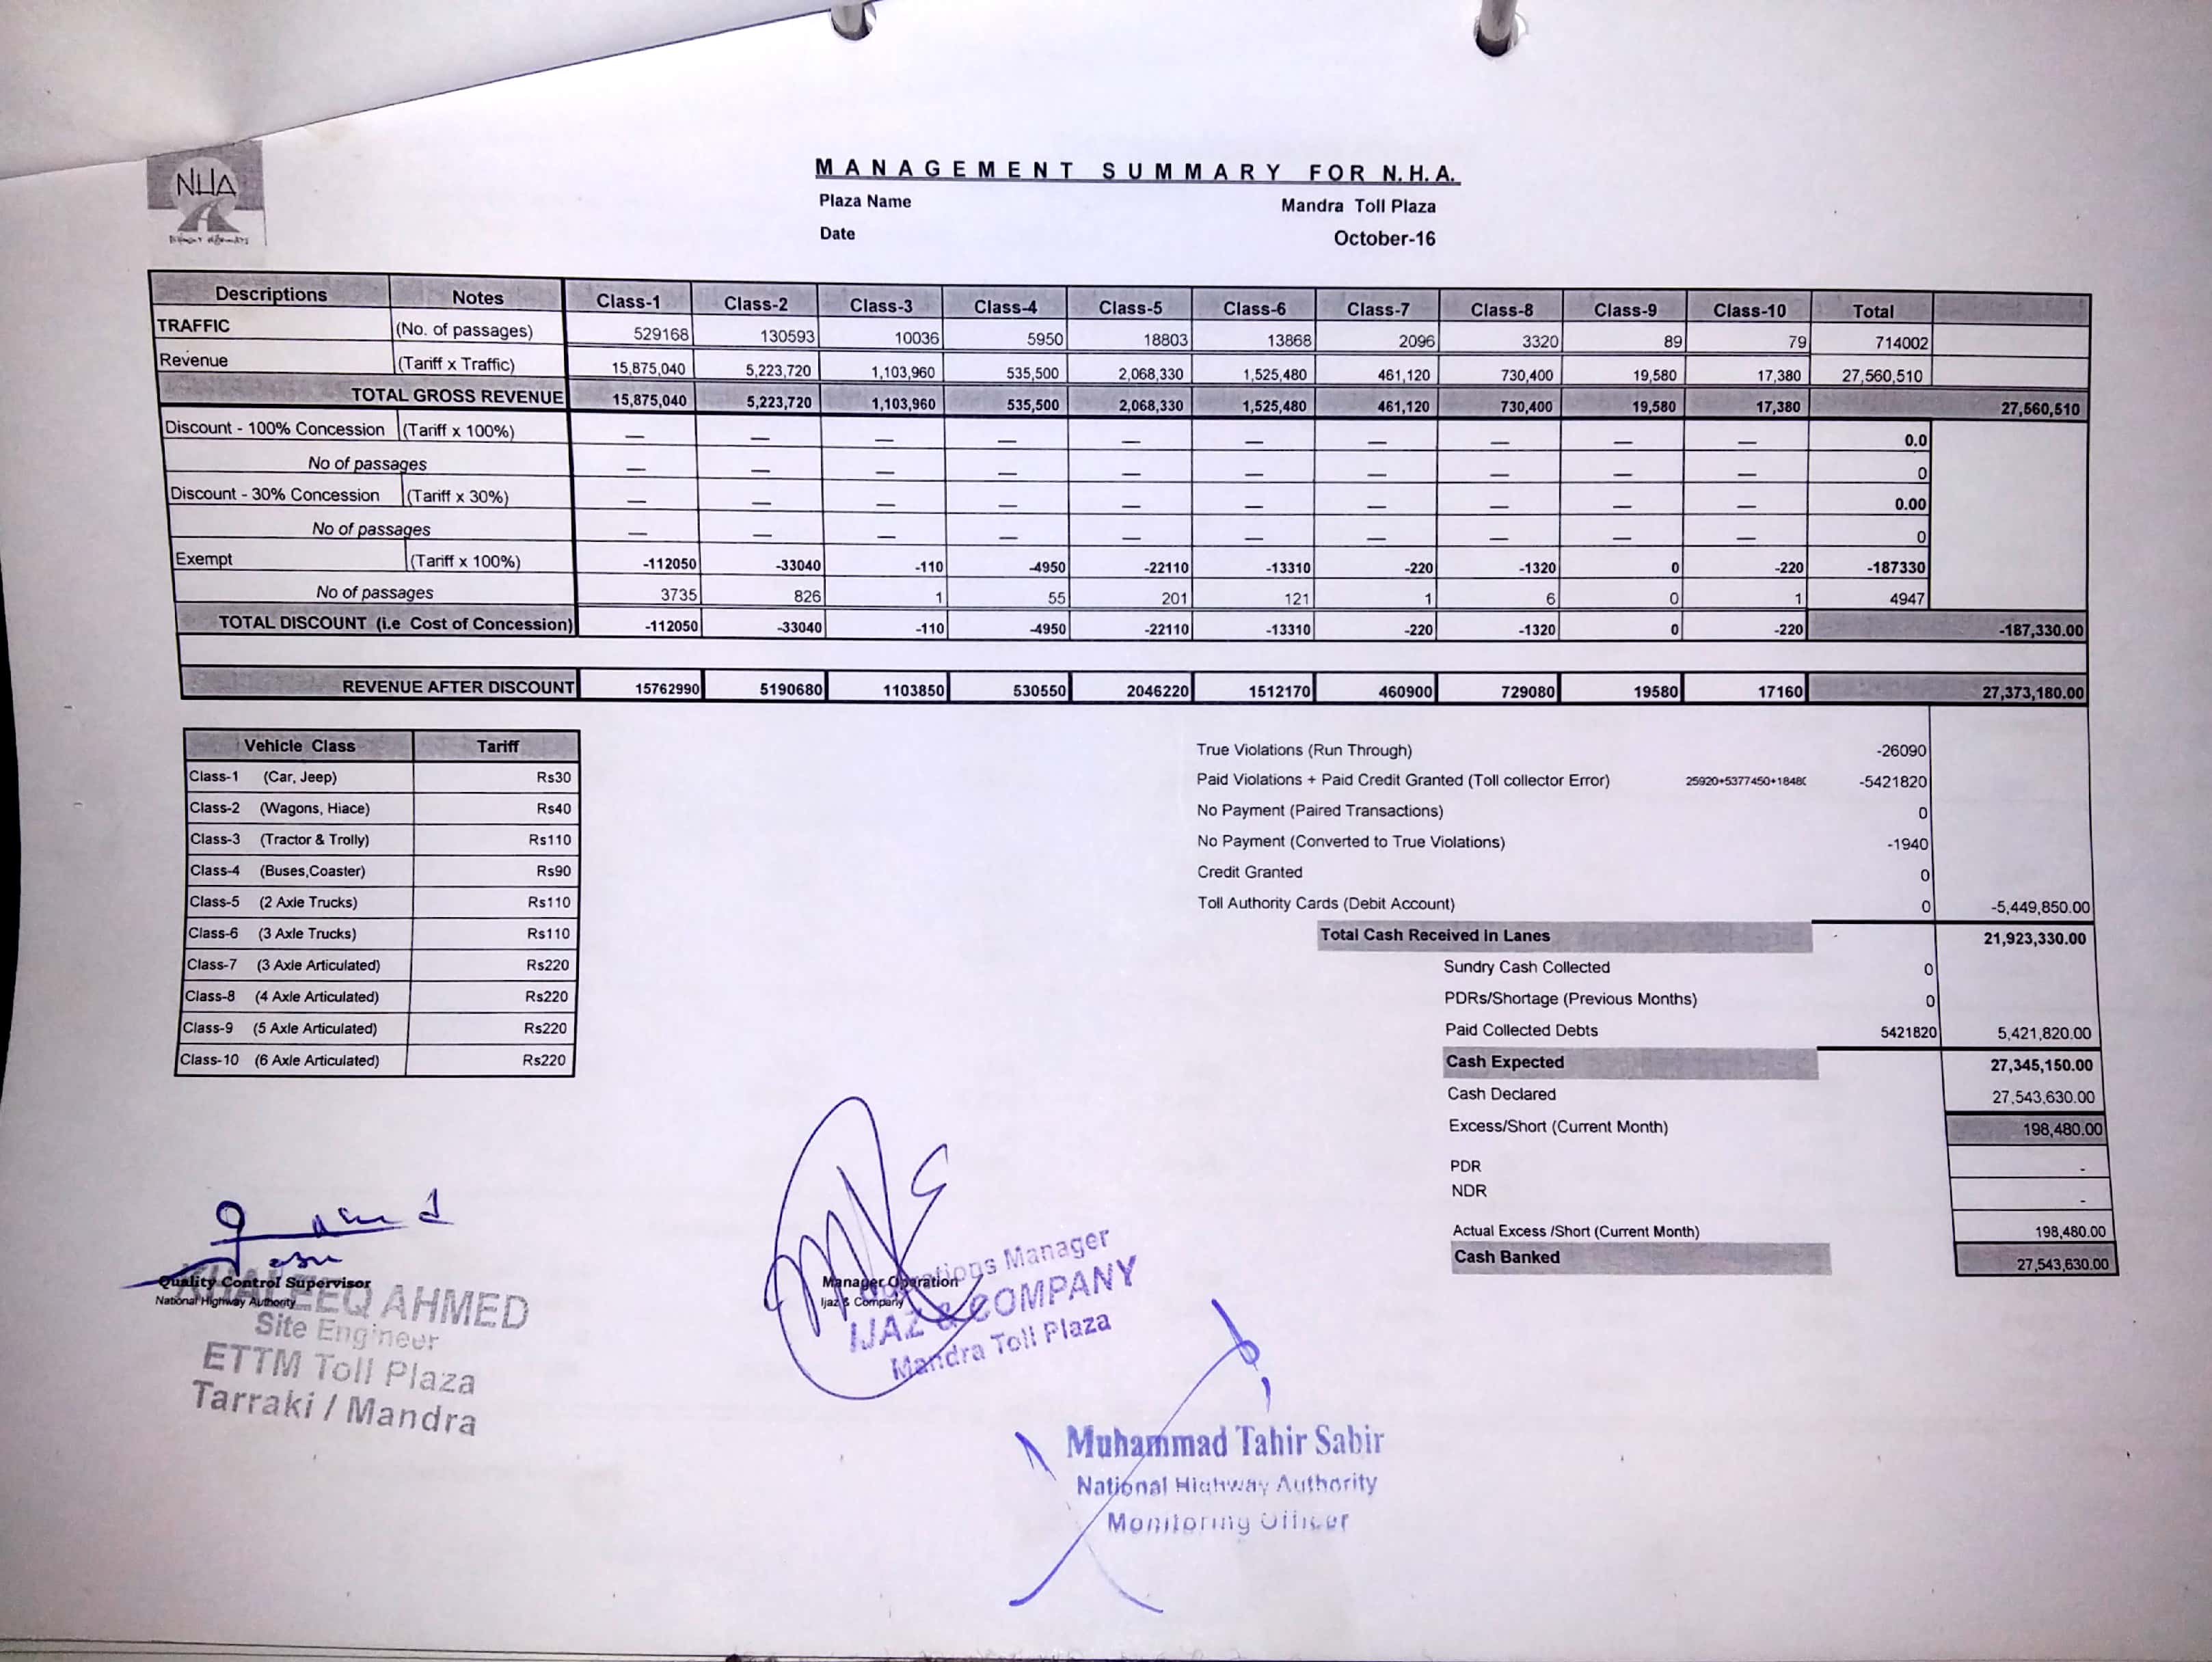 NHA
MANAGEMENT SUMMARY FOR N.H.A.
Plaza Name Mandra Toll Plaza
Date October-16
Descriptions Notes Class-1 Class-2 Class-3 Class-4 Class-5 Class-6 Class-7 Class-8 Class-9 Class-10 Total
TRAFFIC (No. of passages) 529168 130593 10036 5950 18803 13868 2096 3320 89 79 714002
Revenue (Tariff x Traffic) 15,875,040 5,223,720 1,103,960 535,500 2,068,330 1,525,480 461,120 730,400 19,580 17,380 27,560,510
TOTAL GROSS REVENUE 15,875,040 5,223,720 1,103,960 535,500 2,068,330 1,525,480 461,120 730,400 19,580 17,380 27,560,510
Discount - 100% Concession (Tariff x 100%) — — — — — — — — — — 0.0
No of passages — — — — — — — — — — 0
Discount - 30% Concession (Tariff x 30%) — — — — — — — — — — 0.00
No of passages — — — — — — — — — — 0
Exempt (Tariff x 100%) -112050 -33040 -110 -4950 -22110 -13310 -220 -1320 0 -220 -187330
No of passages 3735 826 1 55 201 121 1 6 0 1 4947
TOTAL DISCOUNT (i.e Cost of Concession) -112050 -33040 -110 -4950 -22110 -13310 -220 -1320 0 -220 -187,330.00
REVENUE AFTER DISCOUNT 15762990 5190680 1103850 530550 2046220 1512170 460900 729080 19580 17160 27,373,180.00
Vehicle Class Tariff
Class-1 (Car, Jeep) Rs30
Class-2 (Wagons, Hiace) Rs40
Class-3 (Tractor & Trolly) Rs110
Class-4 (Buses,Coaster) Rs90
Class-5 (2 Axle Trucks) Rs110
Class-6 (3 Axle Trucks) Rs110
Class-7 (3 Axle Articulated) Rs220
Class-8 (4 Axle Articulated) Rs220
Class-9 (5 Axle Articulated) Rs220
Class-10 (6 Axle Articulated) Rs220
True Violations (Run Through) -26090
Paid Violations + Paid Credit Granted (Toll collector Error) 25920+5377450+1848 -5421820
No Payment (Paired Transactions) 0
No Payment (Converted to True Violations) -1940
Credit Granted 0
Toll Authority Cards (Debit Account) 0 -5,449,850.00
Total Cash Received in Lanes 21,923,330.00
Sundry Cash Collected 0
PDRs/Shortage (Previous Months) 0
Paid Collected Debts 5421820 5,421,820.00
Cash Expected 27,345,150.00
Cash Declared 27,543,630.00
Excess/Short (Current Month) 198,480.00
PDR -
NDR -
Actual Excess /Short (Current Month) 198,480.00
Cash Banked 27,543,630.00
Quality Control Supervisor
National Highway Authority
KHALEEQ AHMED
Site Engineer
ETTM Toll Plaza
Tarraki / Mandra
Manager Operation
Ijaz & Company
Operations Manager
IJAZ & COMPANY
Mandra Toll Plaza
Muhammad Tahir Sabir
National Highway Authority
Monitoring Officer